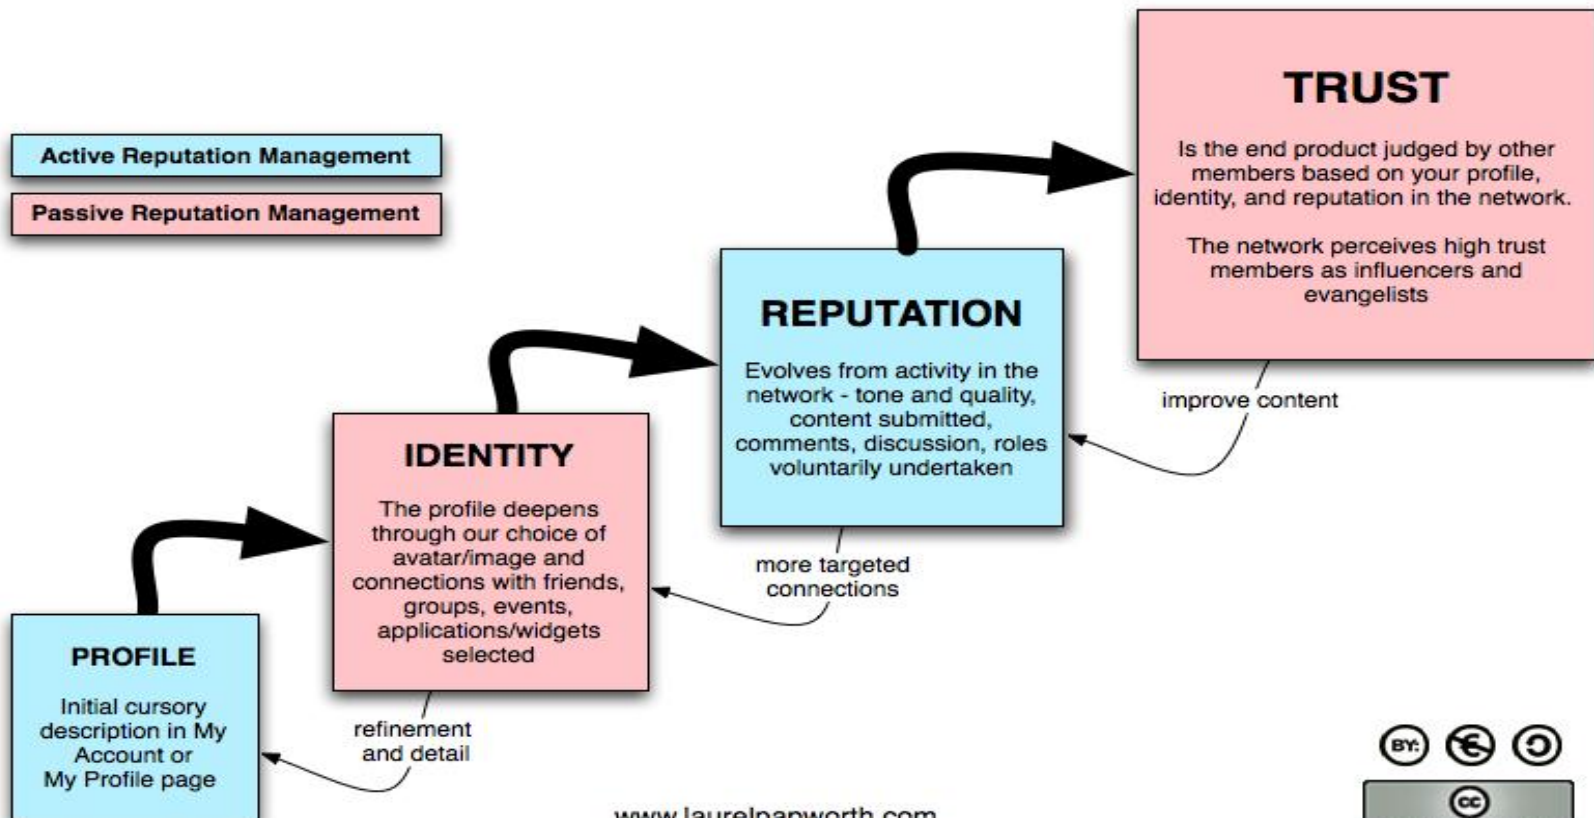 Active Reputation Management
Passive Reputation Management
TRUST
Is the end product judged by other
members based on your profile,
identity, and reputation in the network.
The network perceives high trust
members as influencers and
evangelists
improve content
REPUTATION
Evolves from activity in the
network - tone and quality,
content submitted,
comments, discussion, roles
voluntarily undertaken
more targeted
connections
IDENTITY
The profile deepens
through our choice of
avatar/image and
connections with friends,
groups, events,
applications/widgets
selected
refinement
and detail
PROFILE
Initial cursory
description in My
Account or
My Profile page
www.laurelpapworth.com
BY:
€
cc